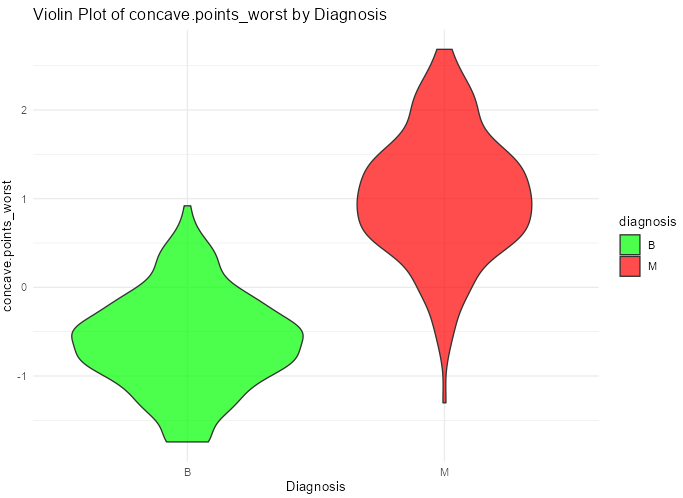 Violin Plot of concave.points_worst by Diagnosis
concave.points_worst
2
1
0
-1
B
M
Diagnosis
diagnosis
B
M